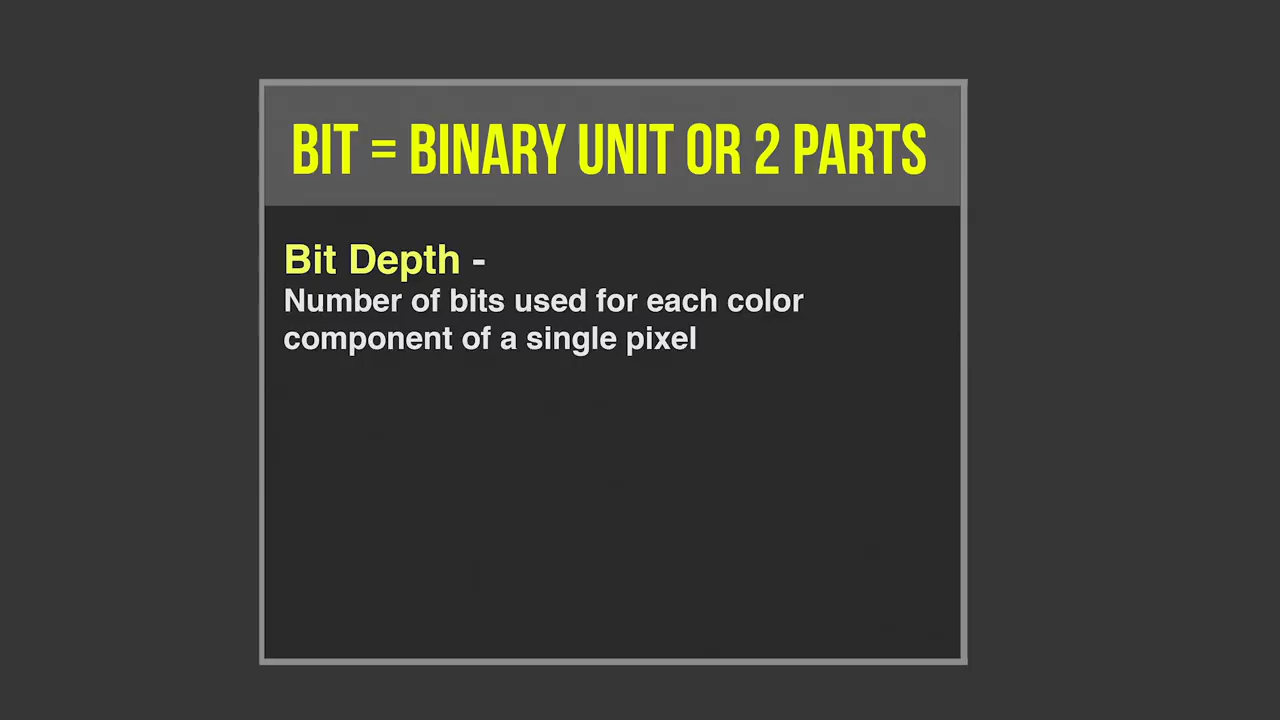 BIT = BINARY UNIT OR 2 PARTS
Bit Depth -
Number of bits used for each color
component of a single pixel